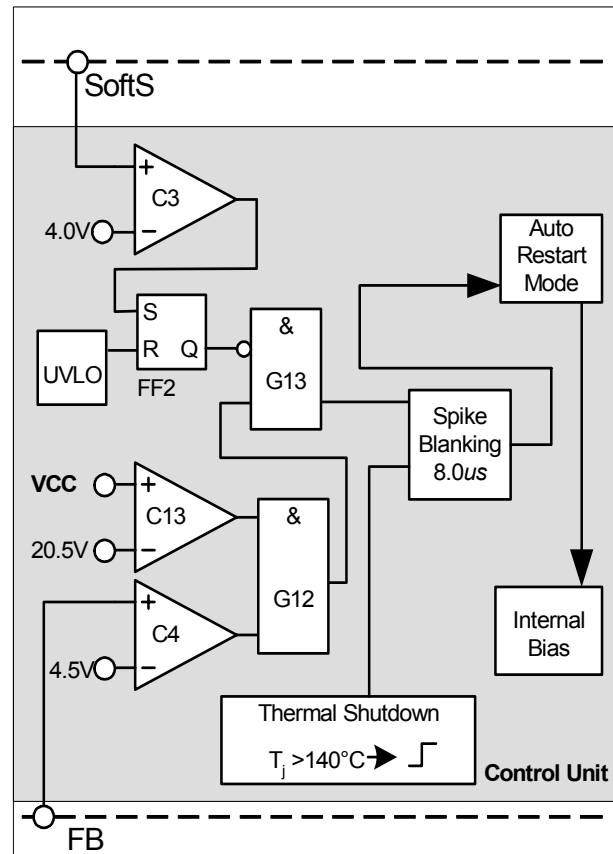 SoftS
+
C3
4.0V
−
Auto
Restart
Mode
S
R Q
UVLO
FF2
&
G13
Spike
Blanking
8.0us
VCC
+
C13
20.5V
−
&
G12
+
C4
4.5V
−
Internal
Bias
Thermal Shutdown
Tj >140°C
Control Unit
FB